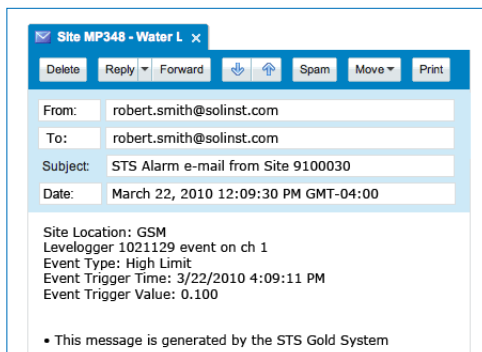 Site MP348 - Water L x
Delete Reply Forward Spam Move Print
From: robert.smith@solinst.com
To: robert.smith@solinst.com
Subject: STS Alarm e-mail from Site 9100030
Date: March 22, 2010 12:09:30 PM GMT-04:00
Site Location: GSM
Levelogger 1021129 event on ch 1
Event Type: High Limit
Event Trigger Time: 3/22/2010 4:09:11 PM
Event Trigger Value: 0.100
• This message is generated by the STS Gold System